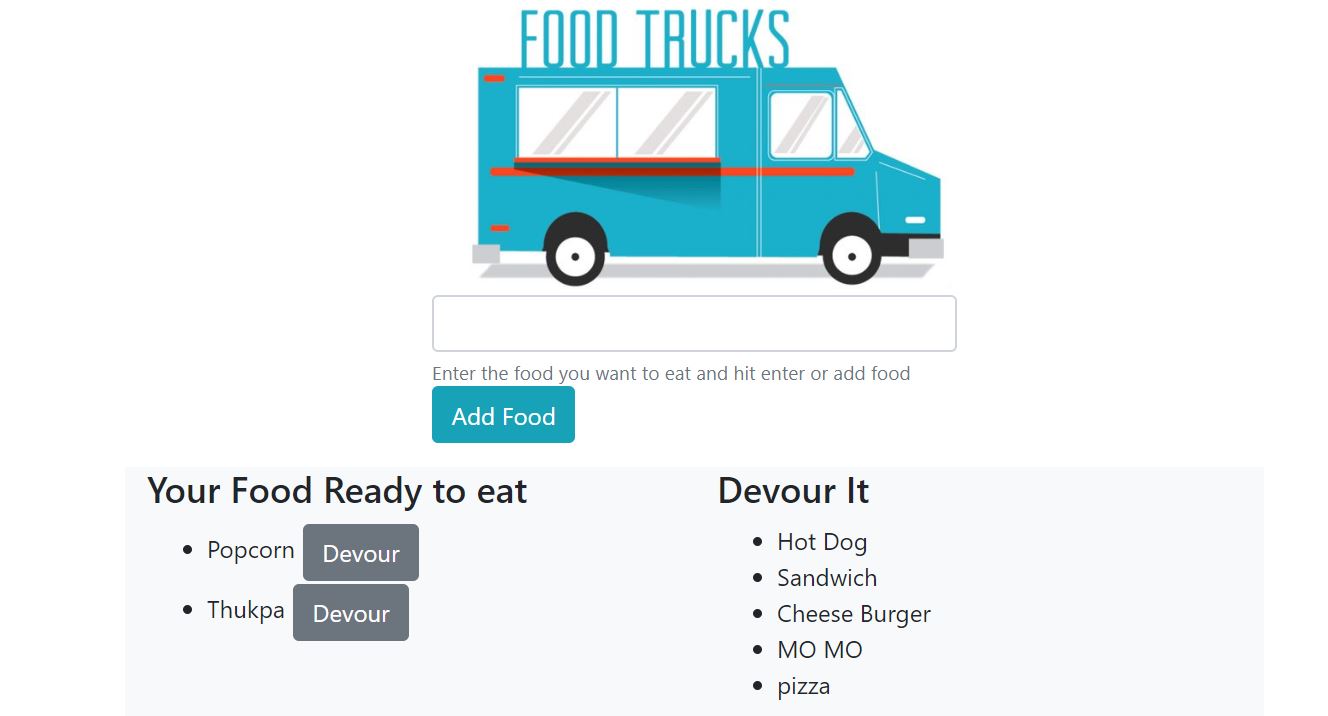 FOOD TRUCKS
Enter the food you want to eat and hit enter or add food
Add Food
Your Food Ready to eat
Popcorn Devour
Thukpa Devour
Devour It
Hot Dog
Sandwich
Cheese Burger
MO MO
pizza